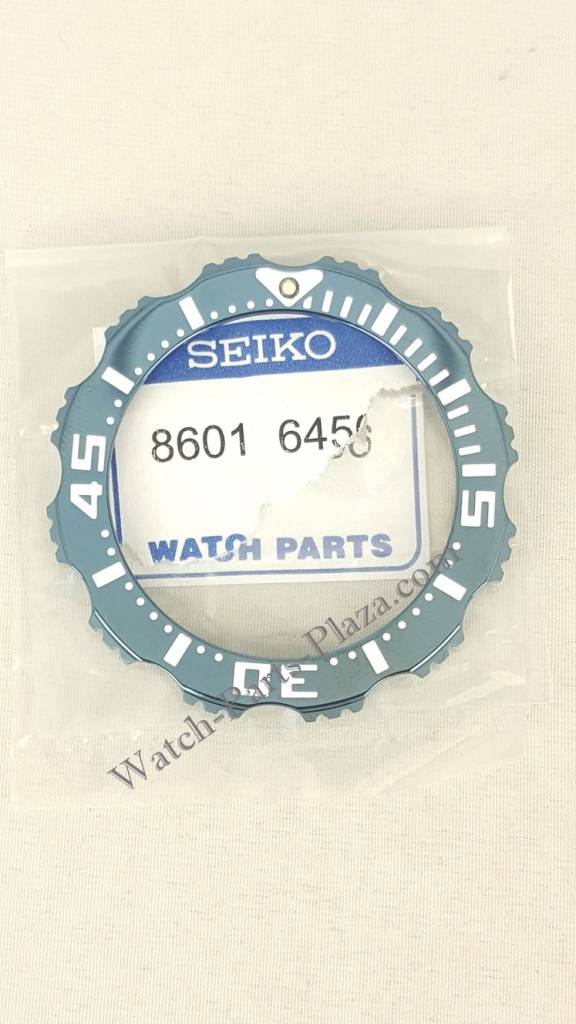 SEIKO
8601 6456
WATCH PARTS
45
15
30
Watch-Parts-Plaza.com